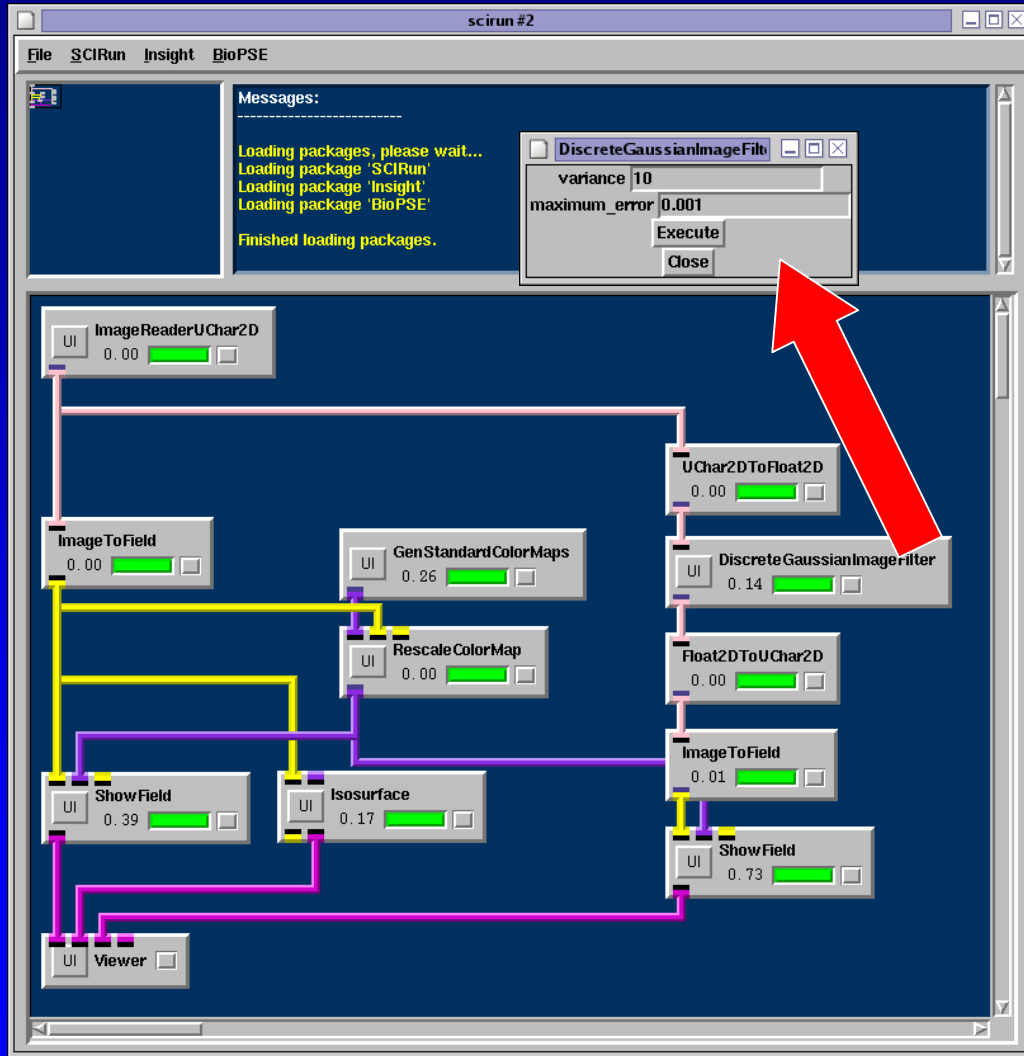 scirun #2
File SCIRun Insight BioPSE
Messages:
--------------------------
Loading packages, please wait...
Loading package 'SCIRun'
Loading package 'Insight'
Loading package 'BioPSE'
Finished loading packages.
DiscreteGaussianImageFilt
variance 10
maximum_error 0.001
Execute
Close
UI ImageReaderUChar2D
0.00
UChar2DToFloat2D
0.00
ImageToField
0.00
UI GenStandardColorMaps
0.26
UI DiscreteGaussianImageFilter
0.14
UI RescaleColorMap
0.00
Float2DToUChar2D
0.00
ImageToField
0.01
UI ShowField
0.39
UI Isosurface
0.17
UI ShowField
0.73
UI Viewer